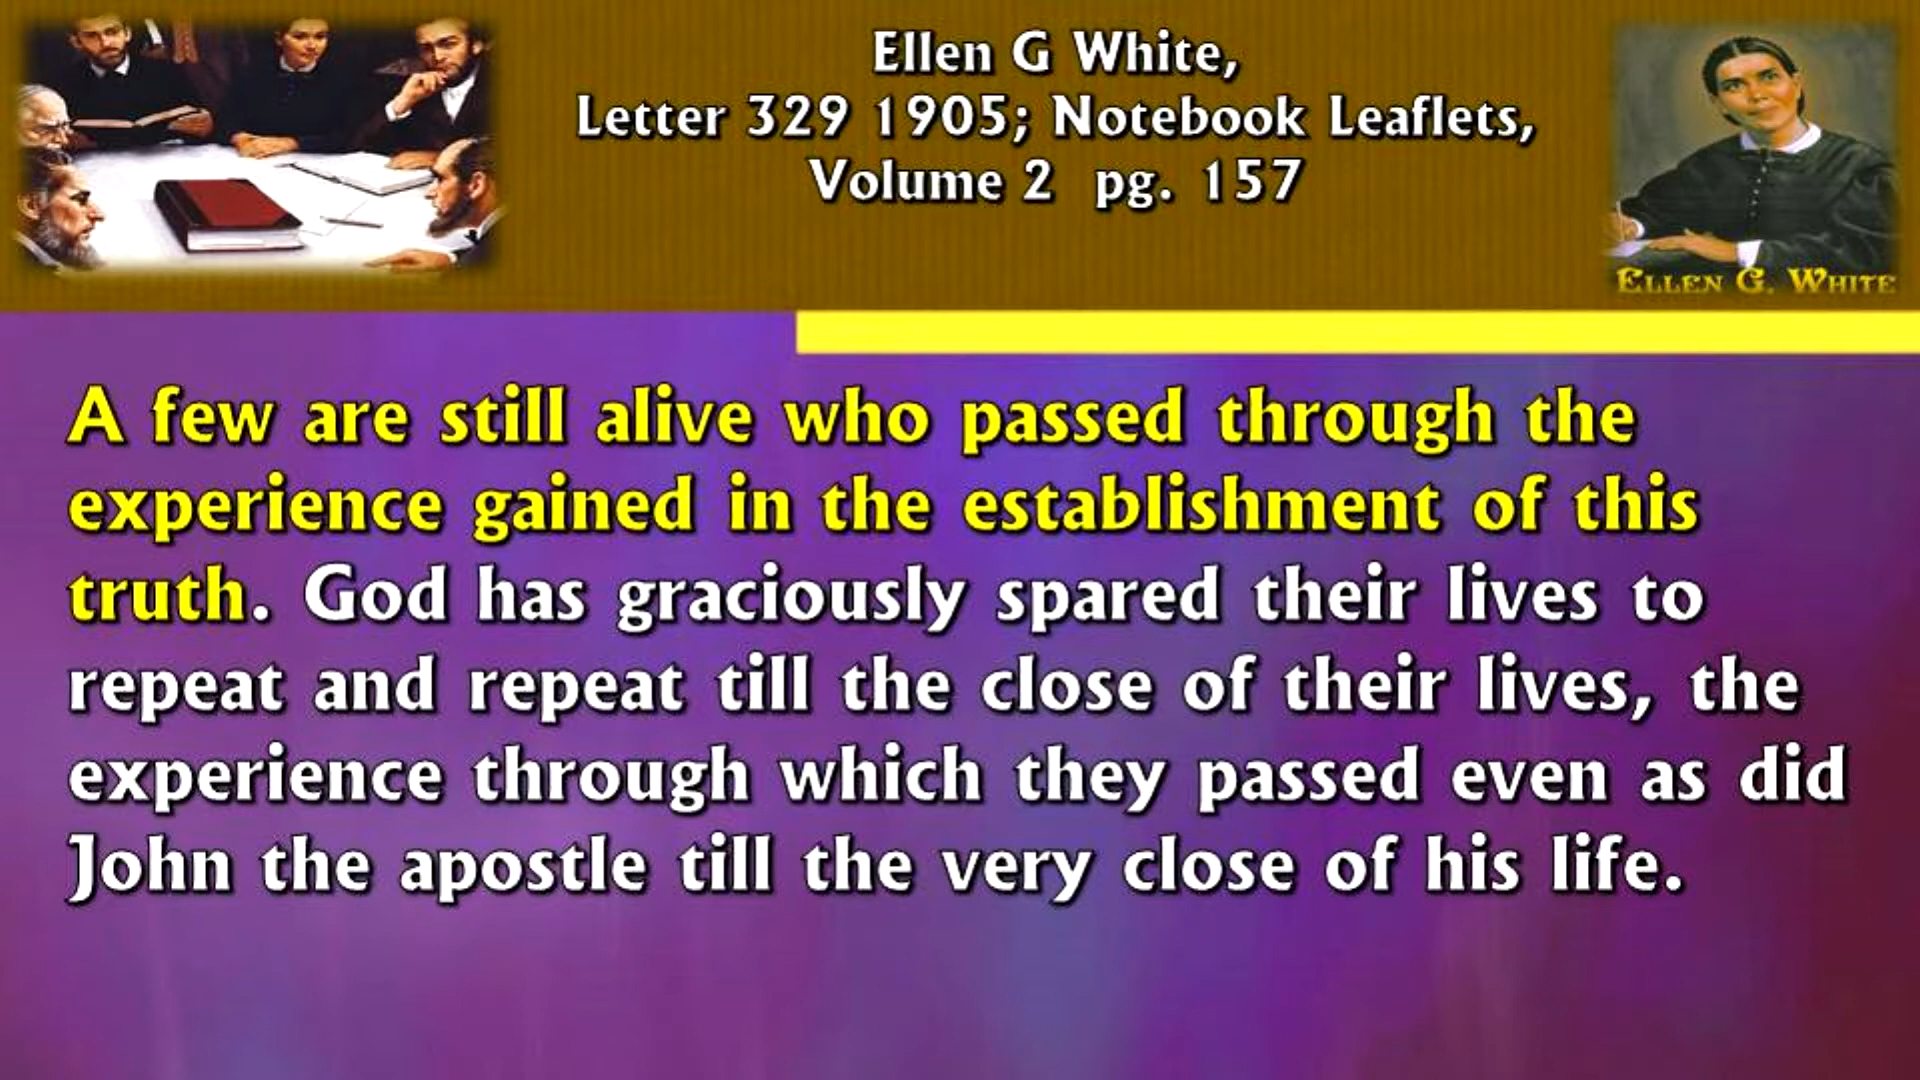 Ellen G White,
Letter 329 1905; Notebook Leaflets,
Volume 2 pg. 157
ELLEN G. WHITE
A few are still alive who passed through the
experience gained in the establishment of this
truth. God has graciously spared their lives to
repeat and repeat till the close of their lives, the
experience through which they passed even as did
John the apostle till the very close of his life.